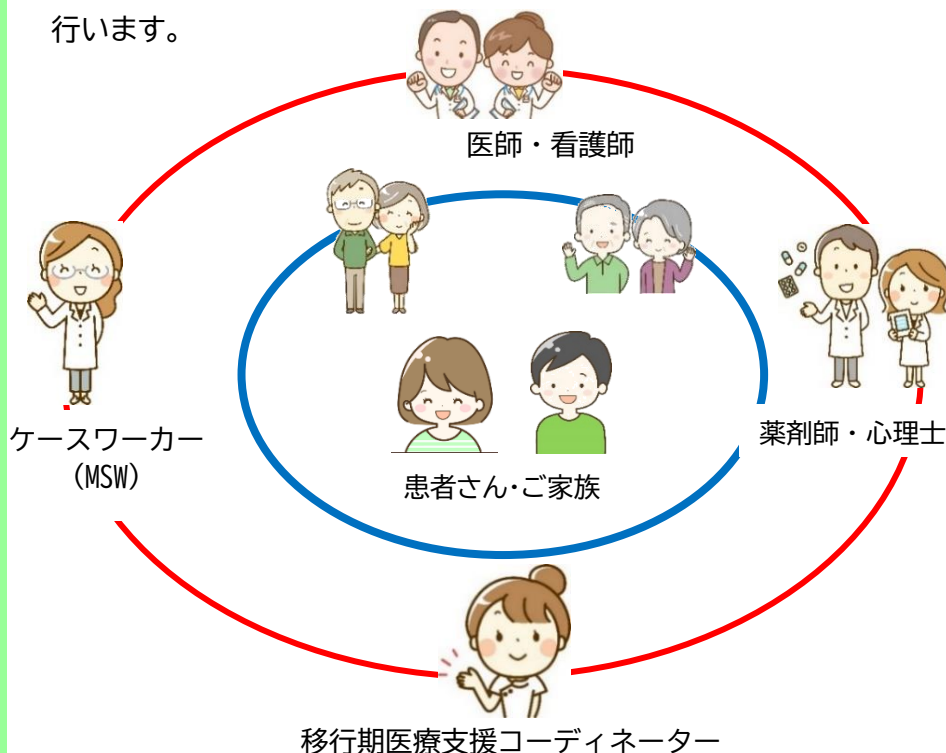 行います。
医師・看護師
ケースワーカー
(MSW)
薬剤師・心理士
患者さん･ご家族
移行期医療支援コーディネーター